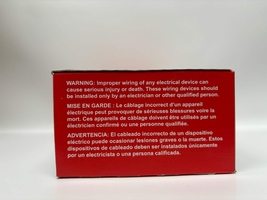 WARNING: Improper wiring of any electrical device can
cause serious injury or death. These wiring devices should
be installed only by an electrician or other qualified person.
MISE EN GARDE : Le câblage incorrect d'un appareil
électrique peut provoquer de sérieuses blessures voire la
mort. Ces appareils de câblage doivent être utilisés par un
électricien confirmé ou une personne qualifiée.
ADVERTENCIA: El cableado incorrecto de un dispositivo
eléctrico puede ocasionar lesiones graves o la muerte. Estos
dispositivos de cableado deben ser instalados únicamente
por un electricista o una persona calificada.